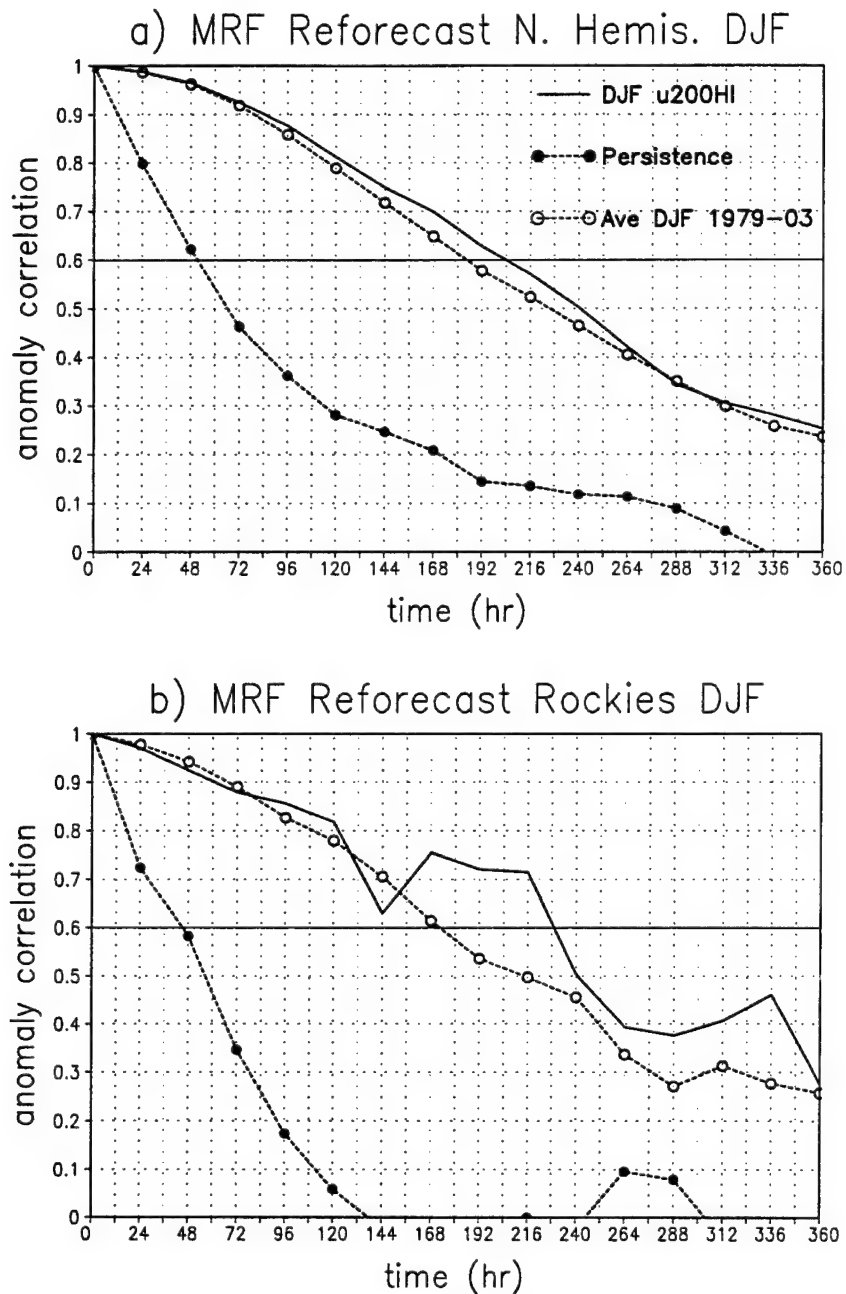 a) MRF Reforecast N. Hemis. DJF
1
0.9
0.8
0.7
0.6
0.5
0.4
0.3
0.2
0.1
0
anomaly correlation
DJF u200HI
Persistence
Ave DJF 1979-03
0 24 48 72 96 120 144 168 192 216 240 264 288 312 336 360
time (hr)
b) MRF Reforecast Rockies DJF
1
0.9
0.8
0.7
0.6
0.5
0.4
0.3
0.2
0.1
0
anomaly correlation
0 24 48 72 96 120 144 168 192 216 240 264 288 312 336 360
time (hr)